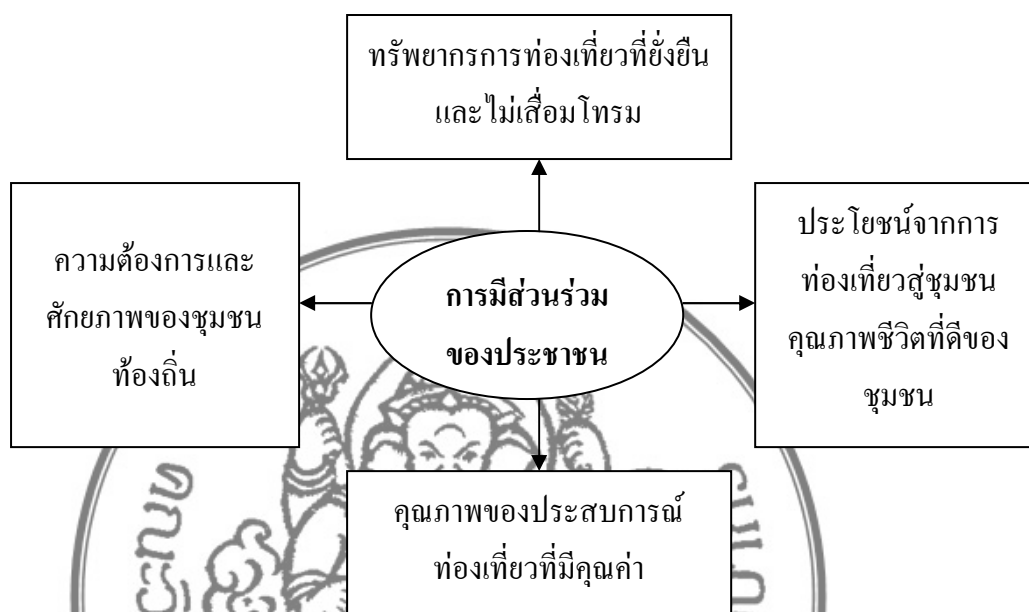 ทรัพยากรการท่องเที่ยวที่ยั่งยืน
และไม่เสื่อมโทรม
ความต้องการและ
ศักยภาพของชุมชน
ท้องถิ่น
การมีส่วนร่วม
ของประชาชน
ประโยชน์จากการ
ท่องเที่ยวสู่ชุมชน
คุณภาพชีวิตที่ดีของ
ชุมชน
คุณภาพของประสบการณ์
ท่องเที่ยวที่มีคุณค่า